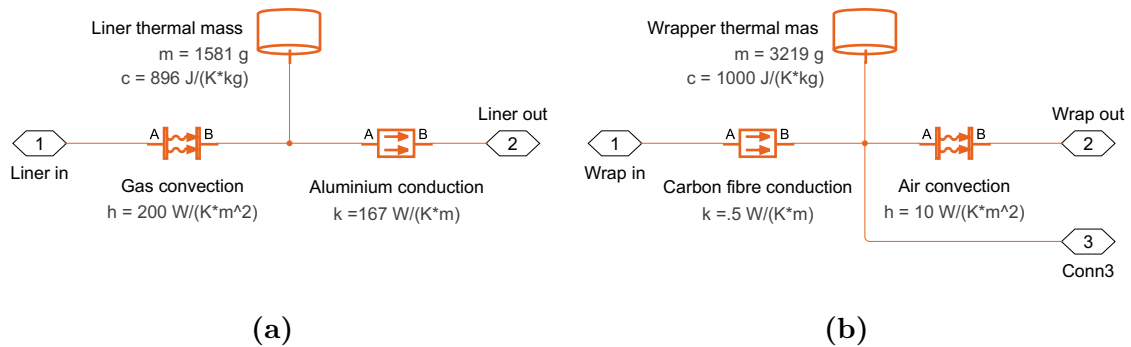 Liner thermal mass
m = 1581 g
c = 896 J/(K*kg)
A B
A B
Liner out
1
2
Liner in
Gas convection
h = 200 W/(K*m^2)
Aluminium conduction
k =167 W/(K*m)
(a)
Wrapper thermal mas
m = 3219 g
c = 1000 J/(K*kg)
A B
A B
Wrap out
1
2
Wrap in
Carbon fibre conduction
k =.5 W/(K*m)
Air convection
h = 10 W/(K*m^2)
3
Conn3
(b)